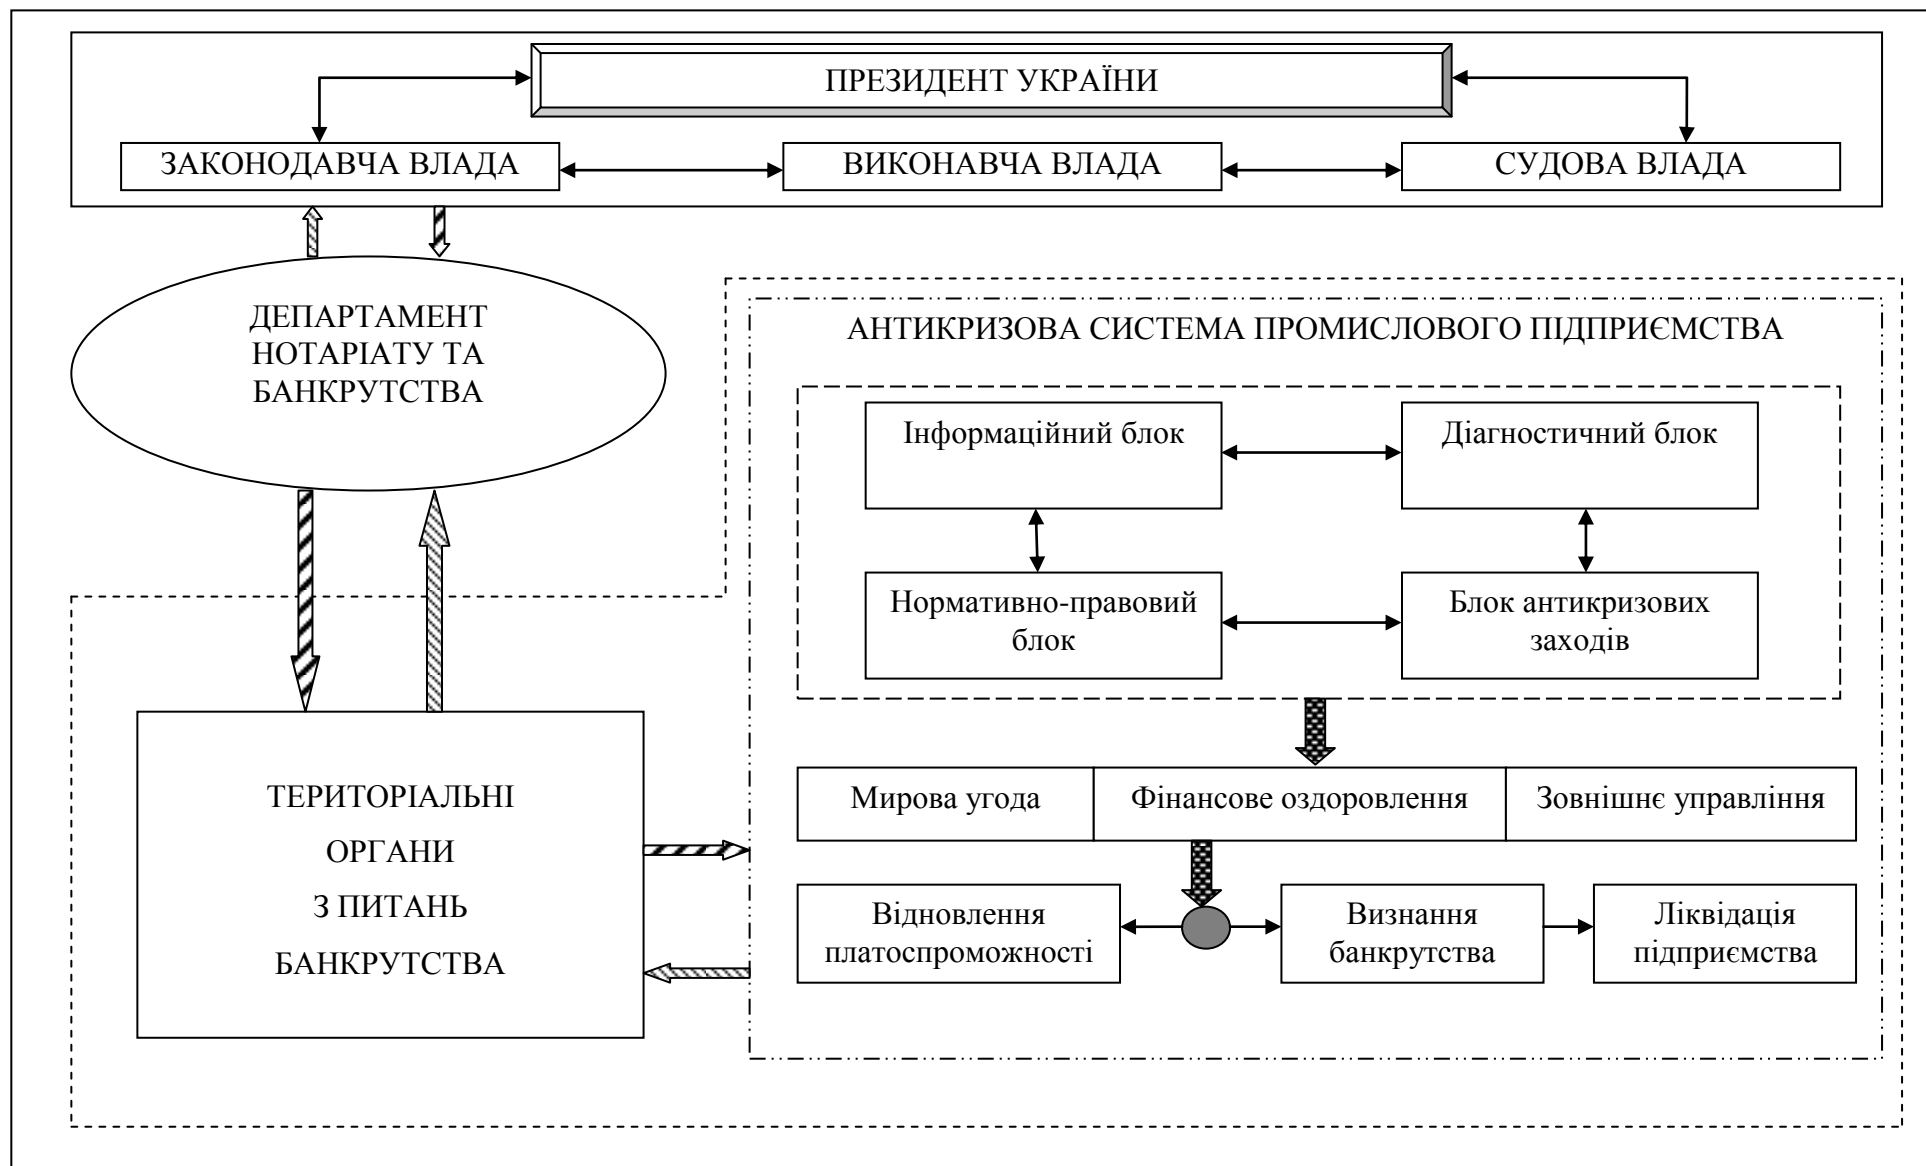 ПРЕЗИДЕНТ УКРАЇНИ
ЗАКОНОДАВЧА ВЛАДА
ВИКОНАВЧА ВЛАДА
СУДОВА ВЛАДА
ДЕПАРТАМЕНТ
НОТАРІАТУ ТА
БАНКРУТСТВА
АНТИКРИЗОВА СИСТЕМА ПРОМИСЛОВОГО ПІДПРИЄМСТВА
Інформаційний блок
Діагностичний блок
Нормативно-правовий
блок
Блок антикризових
заходів
ТЕРИТОРІАЛЬНІ
ОРГАНИ
З ПИТАНЬ
БАНКРУТСТВА
Мирова угода
Фінансове оздоровлення
Зовнішнє управління
Відновлення
платоспроможності
Визнання
банкрутства
Ліквідація
підприємства